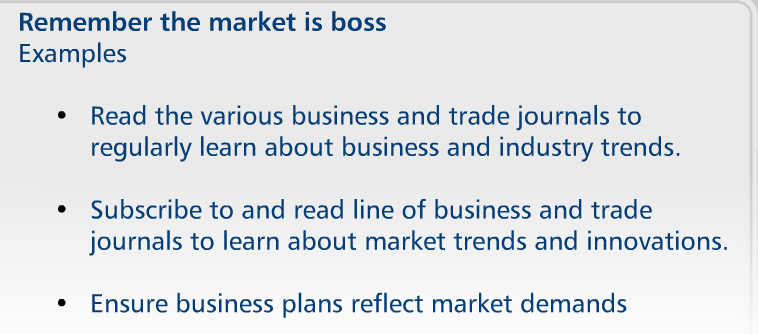 Remember the market is boss
Examples
• Read the various business and trade journals to
regularly learn about business and industry trends.
• Subscribe to and read line of business and trade
journals to learn about market trends and innovations.
• Ensure business plans reflect market demands